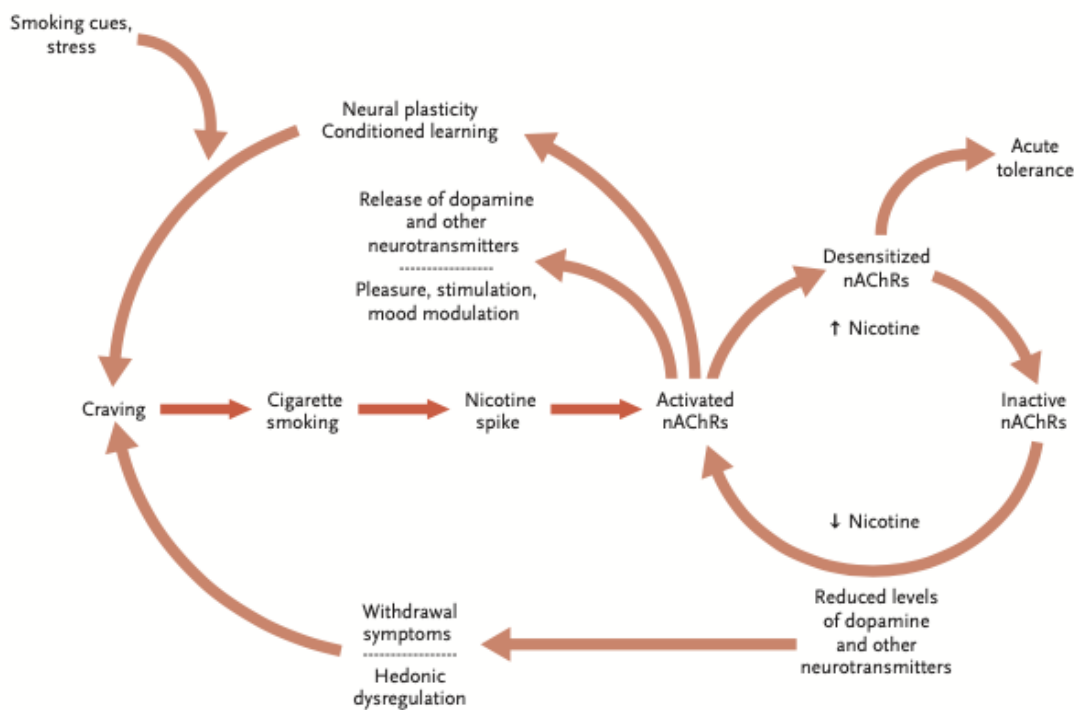 Smoking cues,
stress
Neural plasticity
Conditioned learning
Acute
tolerance
Release of dopamine
and other
neurotransmitters
Pleasure, stimulation,
mood modulation
Desensitized
nAChRs
↑ Nicotine
Craving
Cigarette
smoking
Nicotine
spike
Activated
nAChRs
Inactive
nAChRs
↓ Nicotine
Reduced levels
of dopamine
and other
neurotransmitters
Withdrawal
symptoms
Hedonic
dysregulation